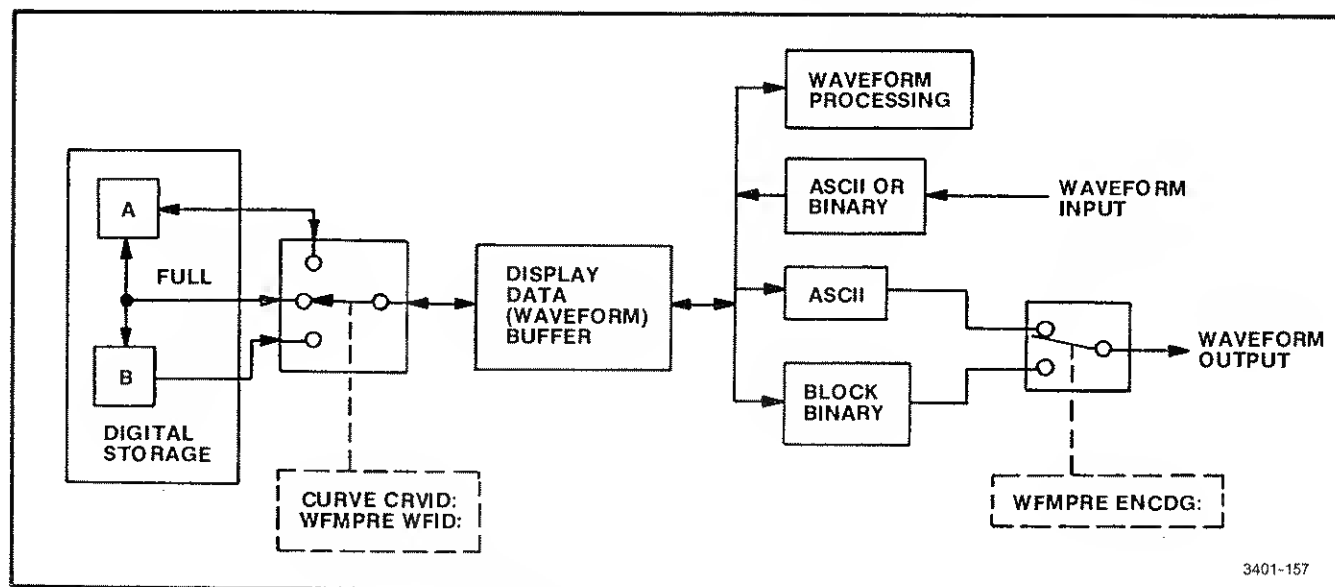 A
FULL
B
DIGITAL
STORAGE
CURVE CRVID:
WFMPRE WFID:
DISPLAY
DATA
(WAVEFORM)
BUFFER
WAVEFORM
PROCESSING
ASCII OR
BINARY
WAVEFORM
INPUT
ASCII
BLOCK
BINARY
WAVEFORM
OUTPUT
WFMPRE ENCDG:
3401-157